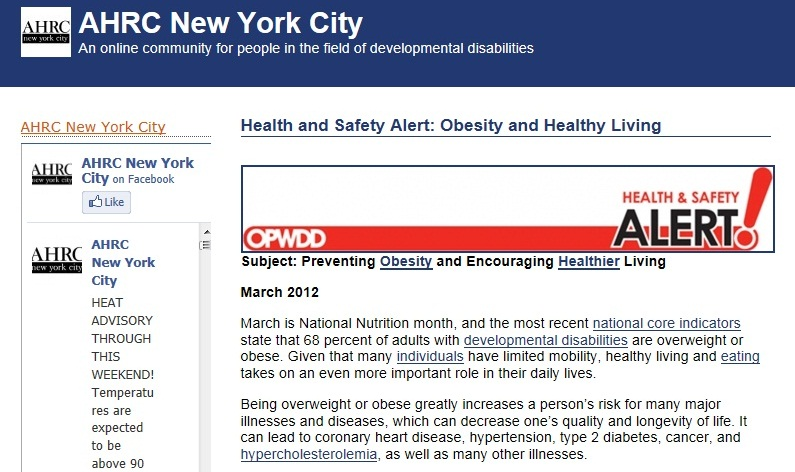 AHRC
new york city
AHRC New York City
An online community for people in the field of developmental disabilities
AHRC New York City
AHRC
new york city
AHRC New York
City on Facebook
Like
AHRC
new york city
AHRC
New York
City
HEAT
ADVISORY
THROUGH
THIS
WEEKEND!
Temperatu
res are
expected
to be
above 90
Health and Safety Alert: Obesity and Healthy Living
OPWDD
HEALTH & SAFETY
ALERT!
Subject: Preventing Obesity and Encouraging Healthier Living
March 2012
March is National Nutrition month, and the most recent national core indicators
state that 68 percent of adults with developmental disabilities are overweight or
obese. Given that many individuals have limited mobility, healthy living and eating
takes on an even more important role in their daily lives.
Being overweight or obese greatly increases a person's risk for many major
illnesses and diseases, which can decrease one's quality and longevity of life. It
can lead to coronary heart disease, hypertension, type 2 diabetes, cancer, and
hypercholesterolemia, as well as many other illnesses.